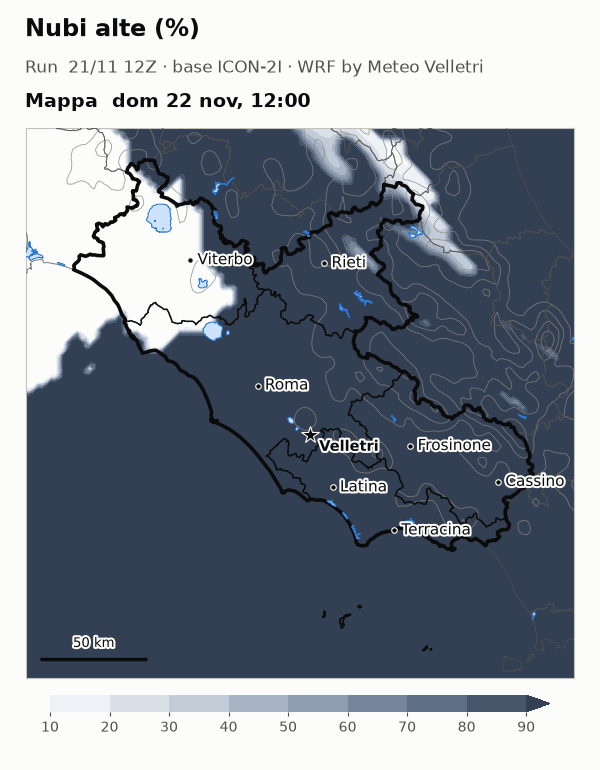 Nubi alte (%)
Run  21/11 12Z · base ICON-2I · WRF by Meteo Velletri
Mappa  dom 22 nov, 12:00
Viterbo
Rieti
Roma
Velletri
Frosinone
Latina
Cassino
Terracina
50 km
10 20 30 40 50 60 70 80 90